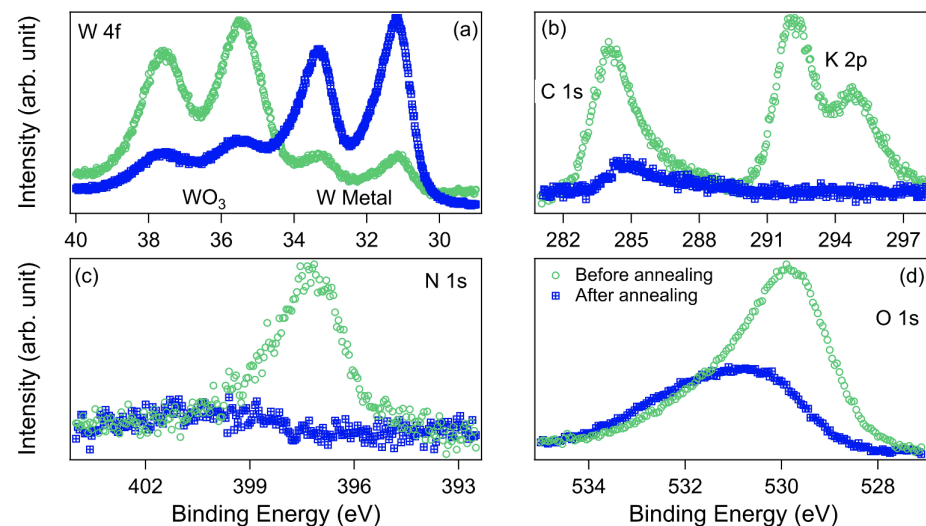 Intensity (arb. unit)
W 4f
(a)
WO3
W Metal
40 38 36 34 32 30
(b)
K 2p
C 1s
282 285 288 291 294 297
Intensity (arb. unit)
(c)
N 1s
402 399 396 393
Binding Energy (eV)
Before annealing
After annealing
(d)
O 1s
534 532 530 528
Binding Energy (eV)